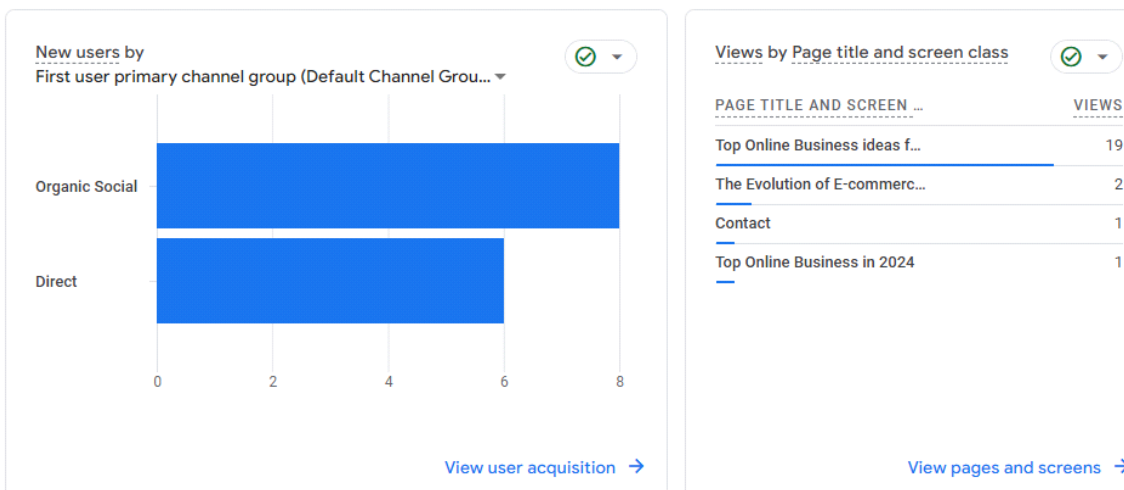 New users by
First user primary channel group (Default Channel Grou...
Organic Social
Direct
0 2 4 6 8
View user acquisition
Views by Page title and screen class
PAGE TITLE AND SCREEN ... VIEWS
Top Online Business ideas f... 19
The Evolution of E-commerc... 2
Contact 1
Top Online Business in 2024 1
View pages and screens